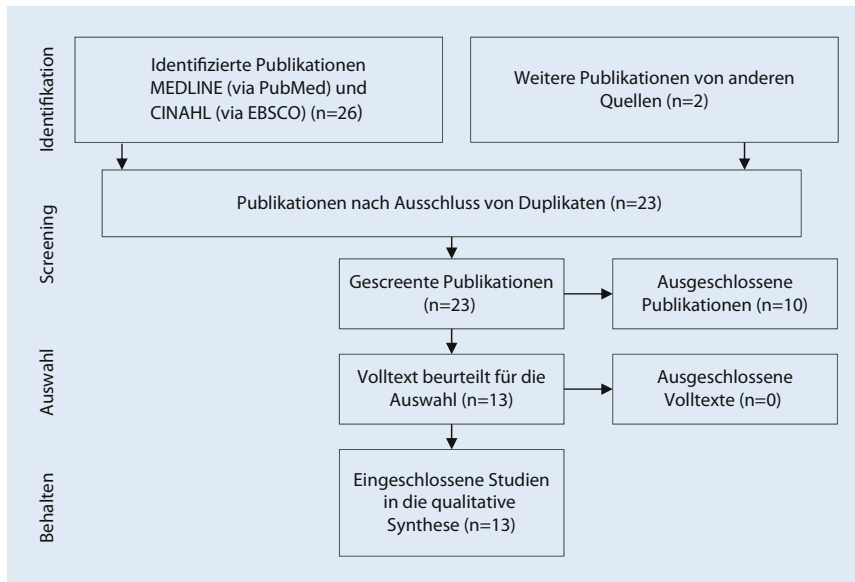 Identifikation
Identifizierte Publikationen
MEDLINE (via PubMed) und
CINAHL (via EBSCO) (n=26)
Weitere Publikationen von anderen
Quellen (n=2)
Screening
Publikationen nach Ausschluss von Duplikaten (n=23)
Gescreente Publikationen
(n=23)
Ausgeschlossene
Publikationen (n=10)
Auswahl
Volltext beurteilt für die
Auswahl (n=13)
Ausgeschlossene
Volltexte (n=0)
Behalten
Eingeschlossene Studien
in die qualitative
Synthese (n=13)